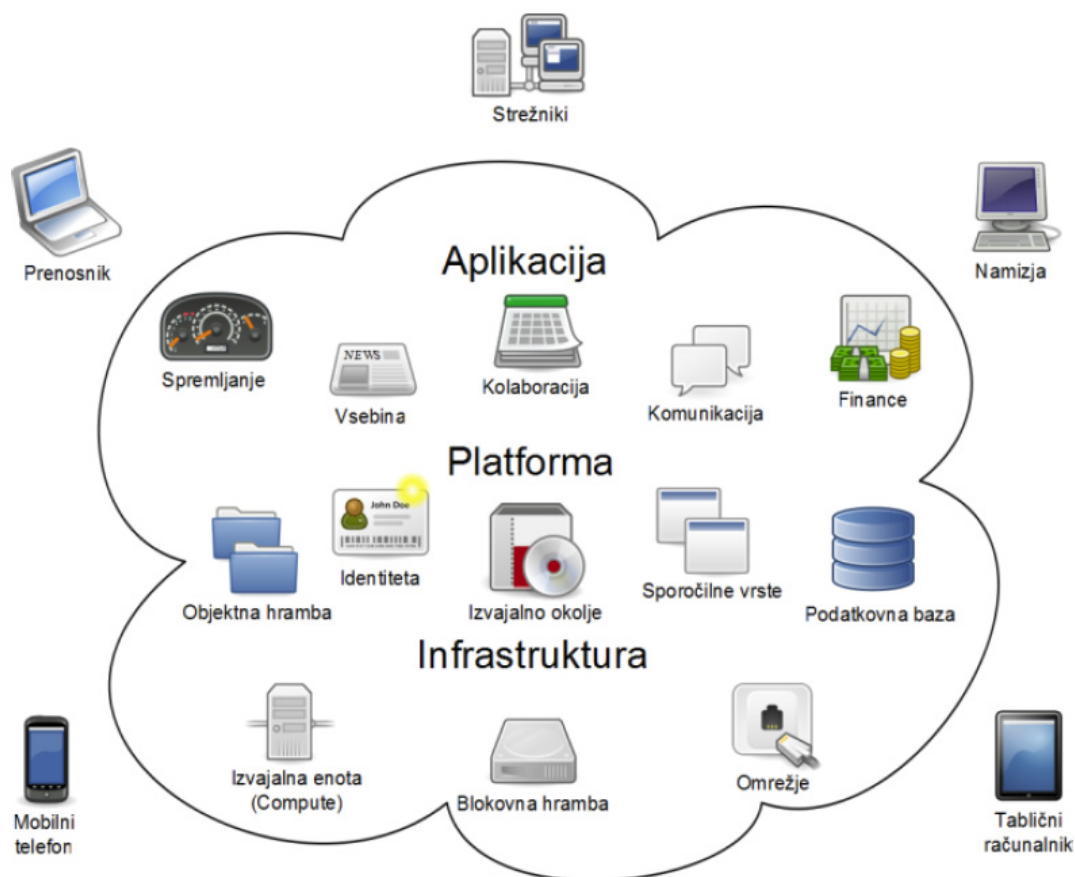 Strežniki
Prenosnik
Namizja
Aplikacija
Spremljanje
NEWS
Vsebina
Kolaboracija
Komunikacija
Finance
Platforma
John Doe
Objektna hramba
Identiteta
Izvajalno okolje
Sporočilne vrste
Podatkovna baza
Infrastruktura
Izvajalna enota
(Compute)
Blokovna hramba
Omrežje
Mobilni
telefon
Tablični
računalnik